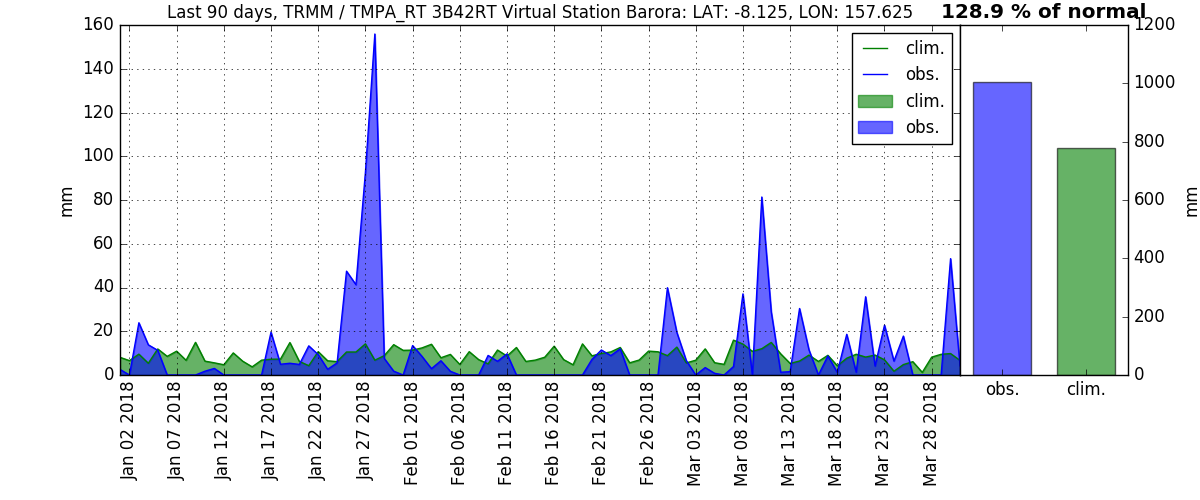 Last 90 days, TRMM / TMPA_RT 3B42RT Virtual Station Barora: LAT: -8.125, LON: 157.625
128.9 % of normal
160
140
120
100
80
60
40
20
0
mm
clim.
obs.
clim.
obs.
1200
1000
800
600
400
200
0
mm
Jan 02 2018
Jan 07 2018
Jan 12 2018
Jan 17 2018
Jan 22 2018
Jan 27 2018
Feb 01 2018
Feb 06 2018
Feb 11 2018
Feb 16 2018
Feb 21 2018
Feb 26 2018
Mar 03 2018
Mar 08 2018
Mar 13 2018
Mar 18 2018
Mar 23 2018
Mar 28 2018
obs.
clim.